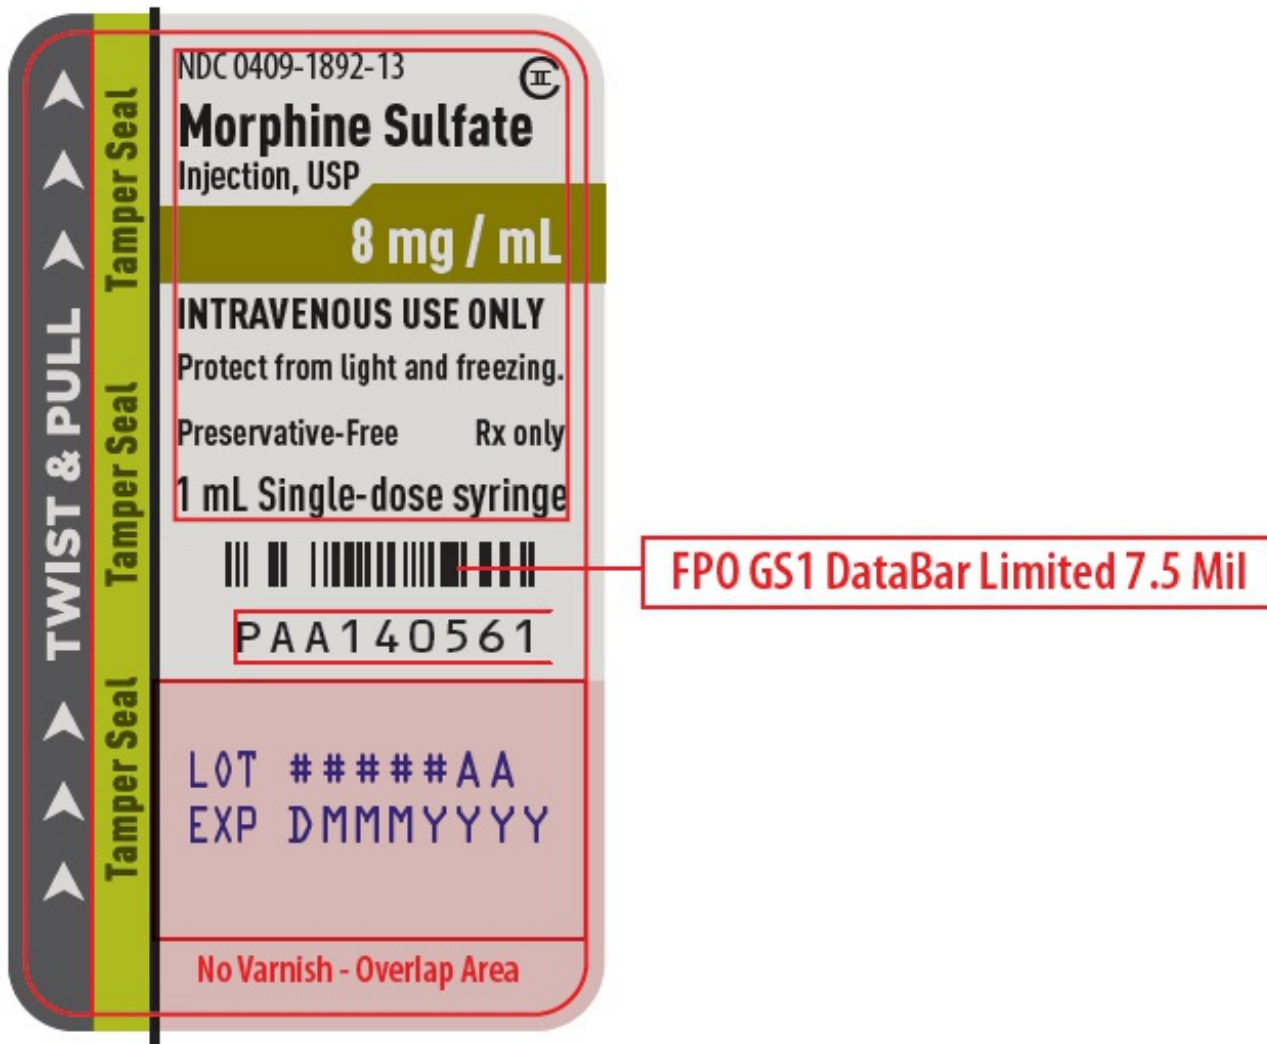 NDC 0409-1892-13
CII
Morphine Sulfate
Injection, USP
8 mg / mL
INTRAVENOUS USE ONLY
Protect from light and freezing.
Preservative-Free Rx only
1 mL Single-dose syringe
FPO GS1 DataBar Limited 7.5 Mil
PAA140561
LOT #####AA
EXP DMMMYYYY
No Varnish - Overlap Area
TWIST & PULL
Tamper Seal
Tamper Seal
Tamper Seal